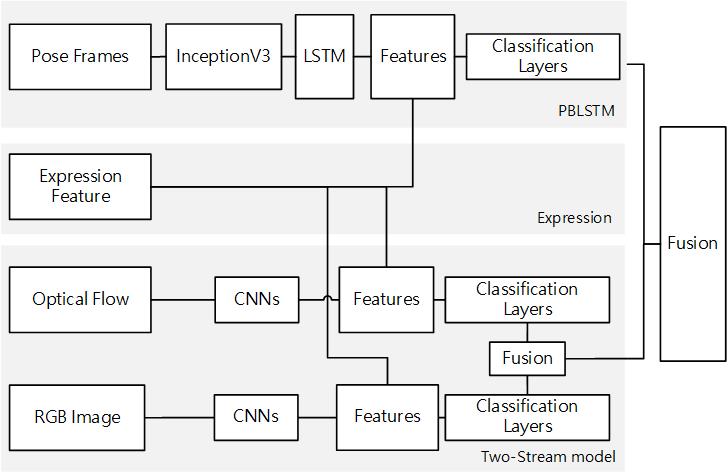 Pose Frames
InceptionV3
LSTM
Features
Classification
Layers
PBLSTM
Expression
Feature
Expression
Fusion
Optical Flow
CNNs
Features
Classification
Layers
Fusion
RGB Image
CNNs
Features
Classification
Layers
Two-Stream model